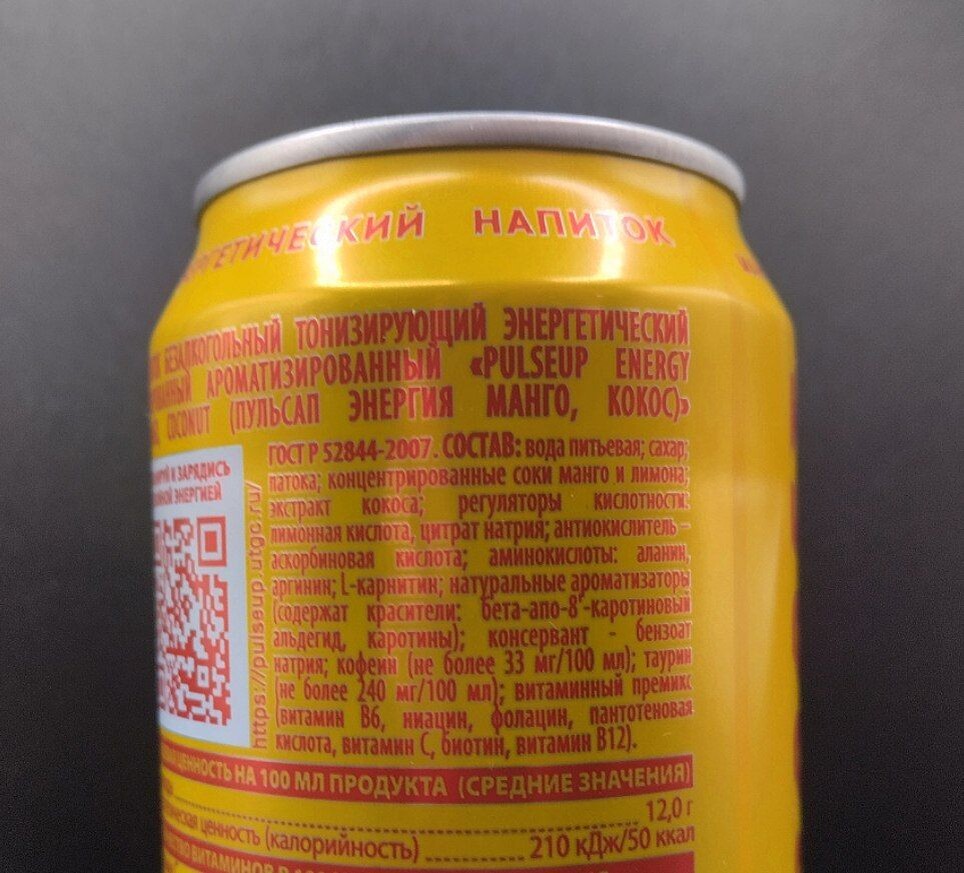 НАПИТОК
БЕЗАЛКОГОЛЬНЫЙ ТОНИЗИРУЮЩИЙ ЭНЕРГЕТИЧЕСКИЙ
АРОМАТИЗИРОВАННЫЙ «PULSEUP ENERGY
COCONUT (ПУЛЬСАП ЭНЕРГИЯ МАНГО, КОКОС)»
И ЗАРЯДИСЬ
ЭНЕРГИЕЙ
https://pulseup.utgc.ru/
ГОСТ Р 52844-2007. СОСТАВ: вода питьевая; сахар;
патока; концентрированные соки манго и лимона;
экстракт кокоса; регуляторы кислотности:
лимонная кислота, цитрат натрия; антиокислитель –
аскорбиновая кислота; аминокислоты: аланин,
аргинин; L-карнитин; натуральные ароматизаторы
(содержат красители: бета-апо-8'-каротиновый
альдегид, каротины); консервант - бензоат
натрия; кофеин (не более 33 мг/100 мл); таурин
(не более 240 мг/100 мл); витаминный премикс
(витамин В6, ниацин, фолацин, пантотеновая
кислота, витамин С, биотин, витамин В12).
ЦЕННОСТЬ НА 100 МЛ ПРОДУКТА (СРЕДНИЕ ЗНАЧЕНИЯ)
12,0 г
ценность (калорийность) 210 кДж/50 ккал